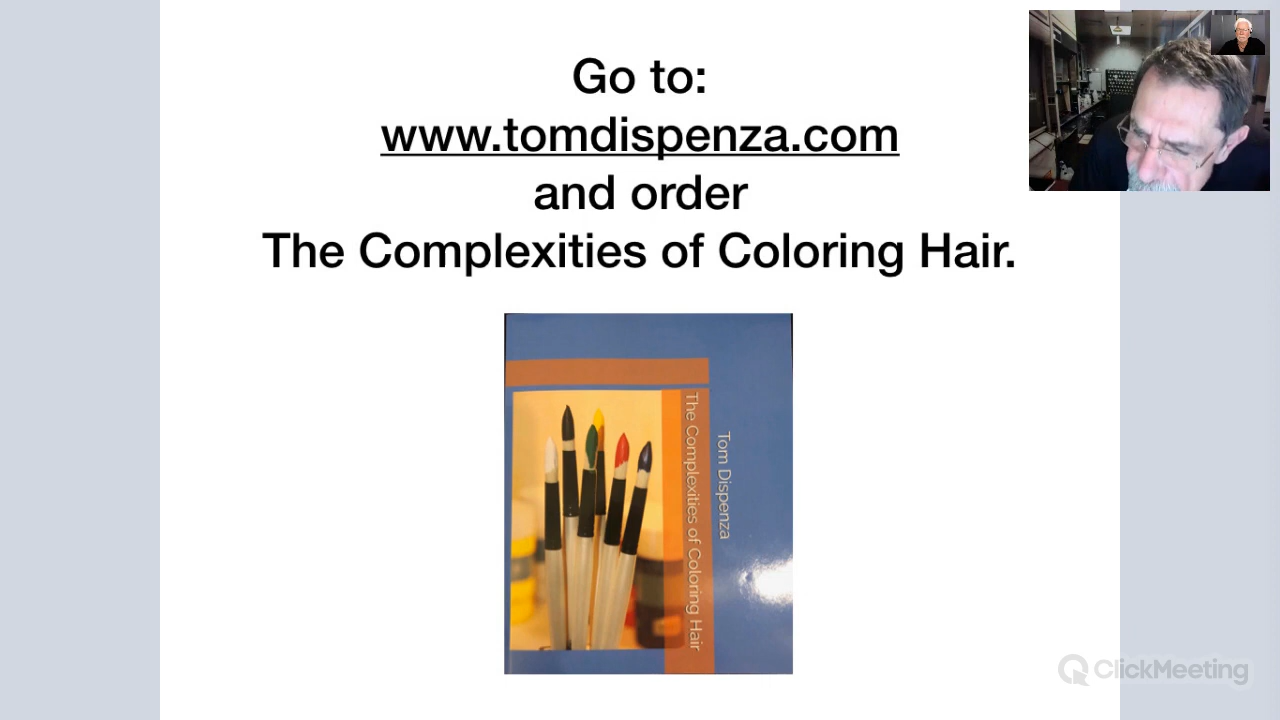 Go to:
www.tomdispenza.com
and order
The Complexities of Coloring Hair.
Tom Dispenza
The Complexities of Coloring Hair
ClickMeeting